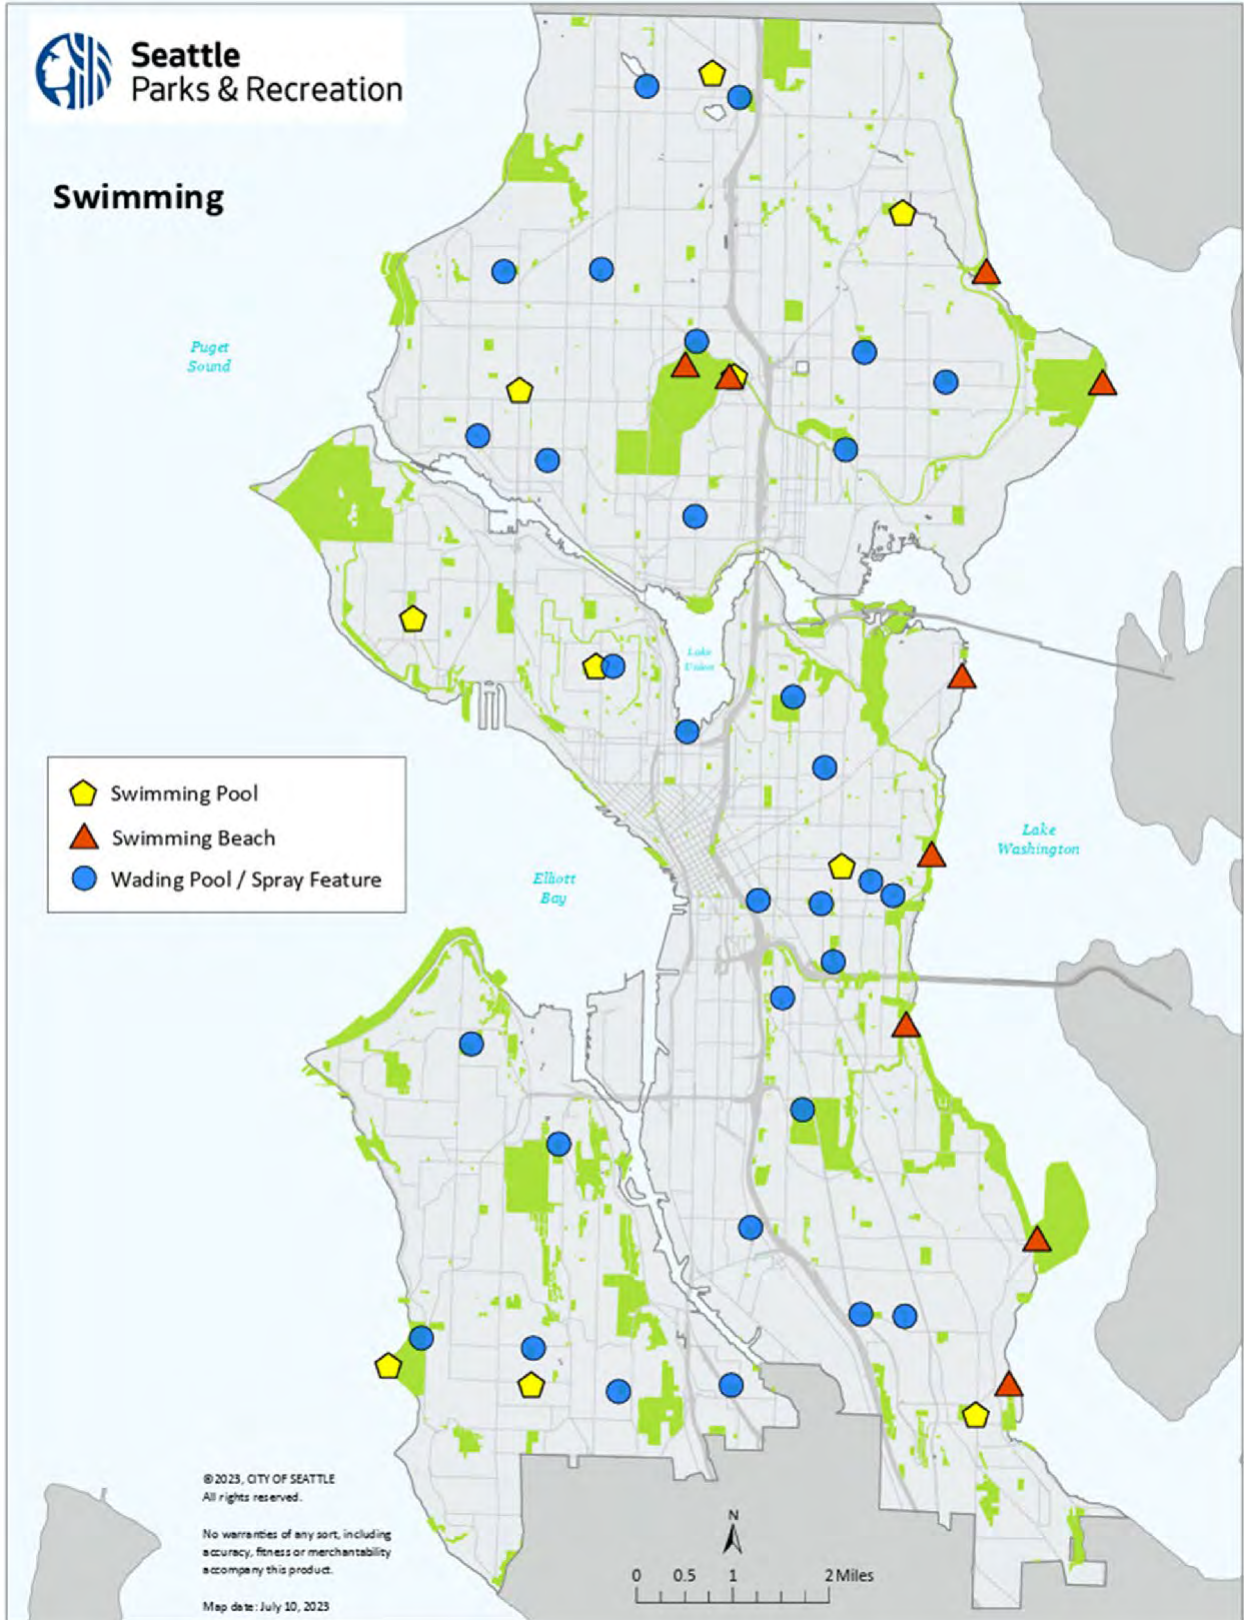 Seattle
Parks & Recreation
Swimming
Puget
Sound
Lake
Union
Swimming Pool
Swimming Beach
Wading Pool / Spray Feature
Lake
Washington
Elliott
Bay
©2023, CITY OF SEATTLE
All rights reserved.
No warranties of any sort, including
accuracy, fitness or merchantability
accompany this product.
Map date: July 10, 2023
N
0 0.5 1 2 Miles